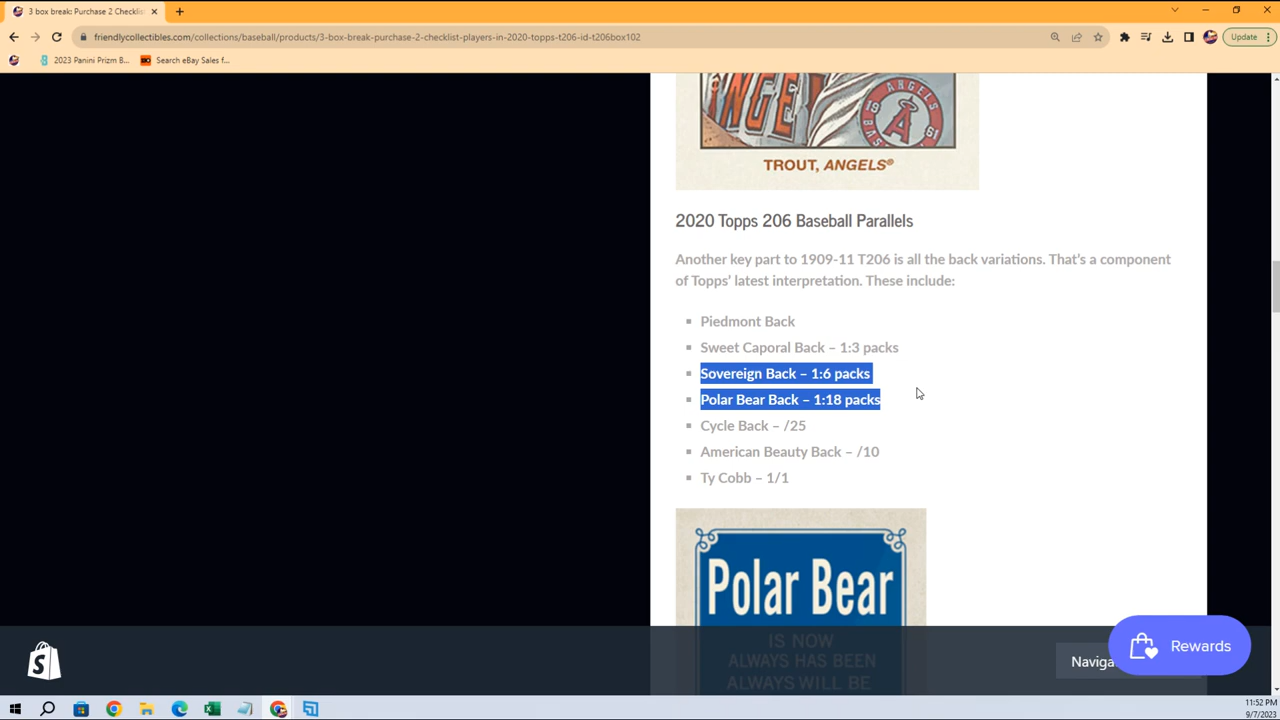 3 box break: Purchase 2 Checklis
friendlycollectibles.com/collections/baseball/products/3-box-break-purchase-2-checklist-players-in-2020-topps-t206-id-t206box102
Update
2023 Panini Prizm B...
Search eBay Sales f...
ANGE
19 61
A
TROUT, ANGELS®
2020 Topps 206 Baseball Parallels
Another key part to 1909-11 T206 is all the back variations. That's a component
of Topps' latest interpretation. These include:
Piedmont Back
Sweet Caporal Back – 1:3 packs
Sovereign Back – 1:6 packs
Polar Bear Back – 1:18 packs
Cycle Back – /25
American Beauty Back – /10
Ty Cobb – 1/1
Polar Bear
IS NOW
ALWAYS HAS BEEN
ALWAYS WILL BE
Naviga
Rewards
11:52 PM
9/7/2023